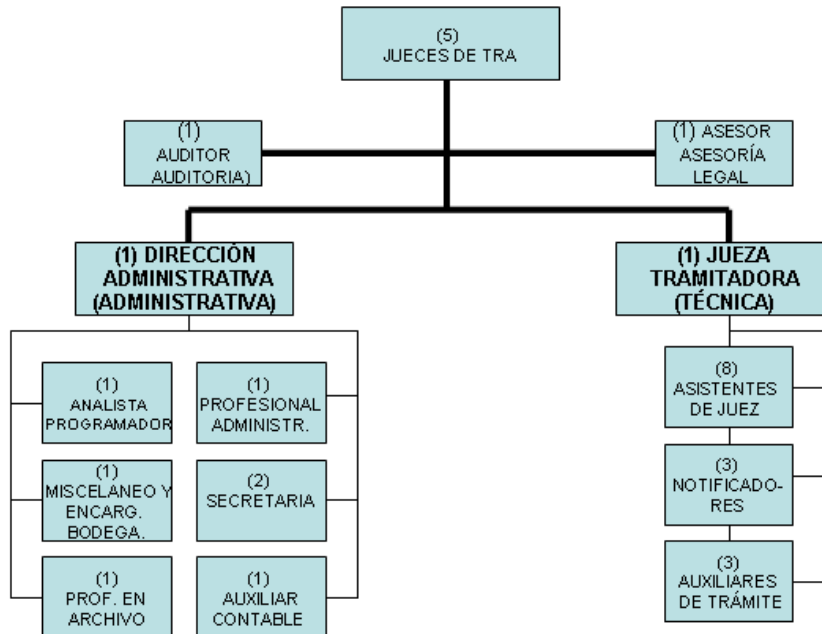 (5)
JUECES DE TRA
(1)
AUDITOR
AUDITORIA)
(1) ASESOR
ASESORÍA
LEGAL
(1) DIRECCIÓN
ADMINISTRATIVA
(ADMINISTRATIVA)
(1) JUEZA
TRAMITADORA
(TÉCNICA)
(1)
ANALISTA
PROGRAMADOR
(1)
PROFESIONAL
ADMINISTR.
(1)
MISCELANEO Y
ENCARG.
BODEGA.
(2)
SECRETARIA
(1)
PROF. EN
ARCHIVO
(1)
AUXILIAR
CONTABLE
(8)
ASISTENTES
DE JUEZ
(3)
NOTIFICADO-
RES
(3)
AUXILIARES
DE TRÁMITE